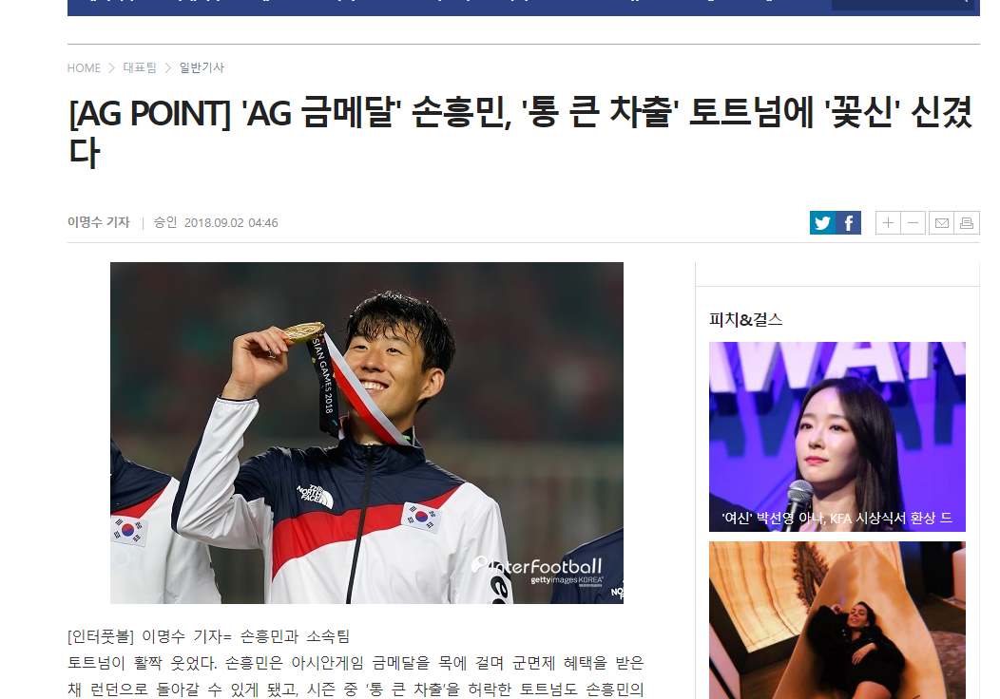 HOME > 대표팀 > 일반기사
[AG POINT] 'AG 금메달' 손흥민, '통 큰 차출' 토트넘에 '꽃신' 신겼
다
이명수 기자 | 승인 2018.09.02 04:46
SIAN GAMES 2018
THE
NORTH
FACE
InterFootball
gettyimages KOREA
[인터풋볼] 이명수 기자= 손흥민과 소속팀
토트넘이 활짝 웃었다. 손흥민은 아시안게임 금메달을 목에 걸며 군면제 혜택을 받은
채 런던으로 돌아갈 수 있게 됐고, 시즌 중 '통 큰 차출'을 허락한 토트넘도 손흥민의
피치&걸스
'여신' 박선영 아나, KFA 시상식서 환상 드